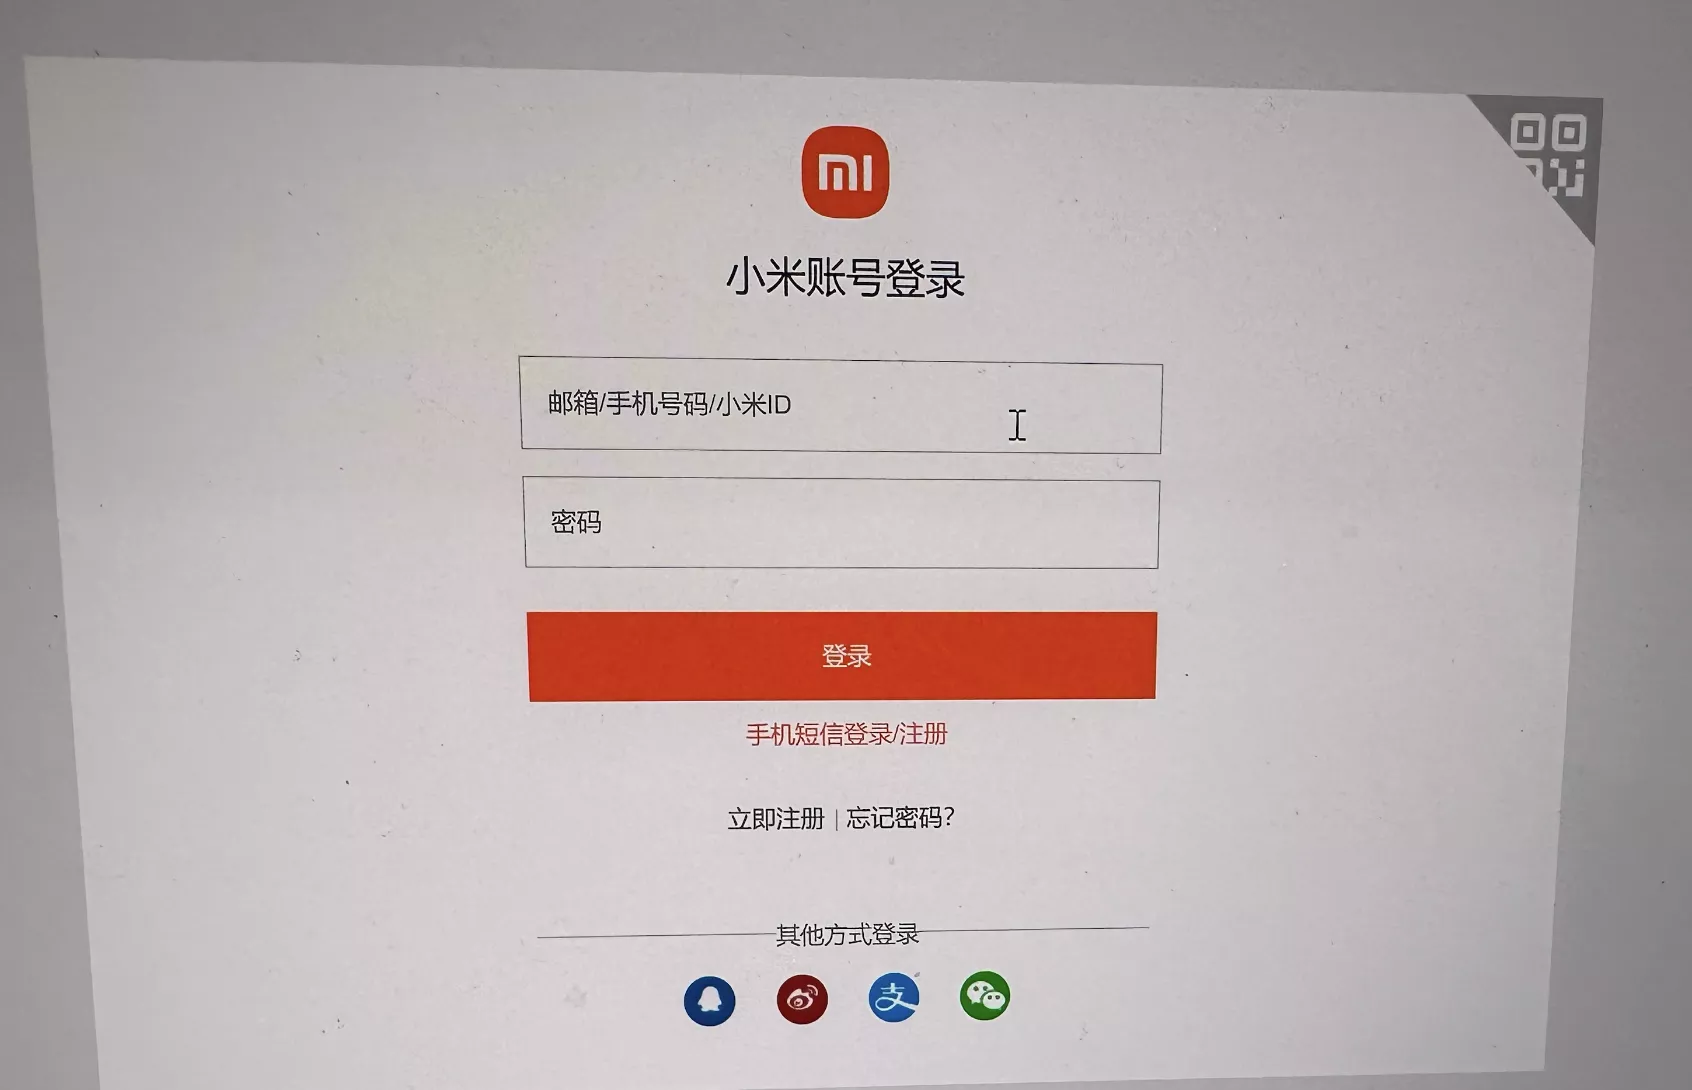 mi
小米账号登录
邮箱/手机号码/小米ID
密码
登录
手机短信登录/注册
立即注册 | 忘记密码?
其他方式登录
支